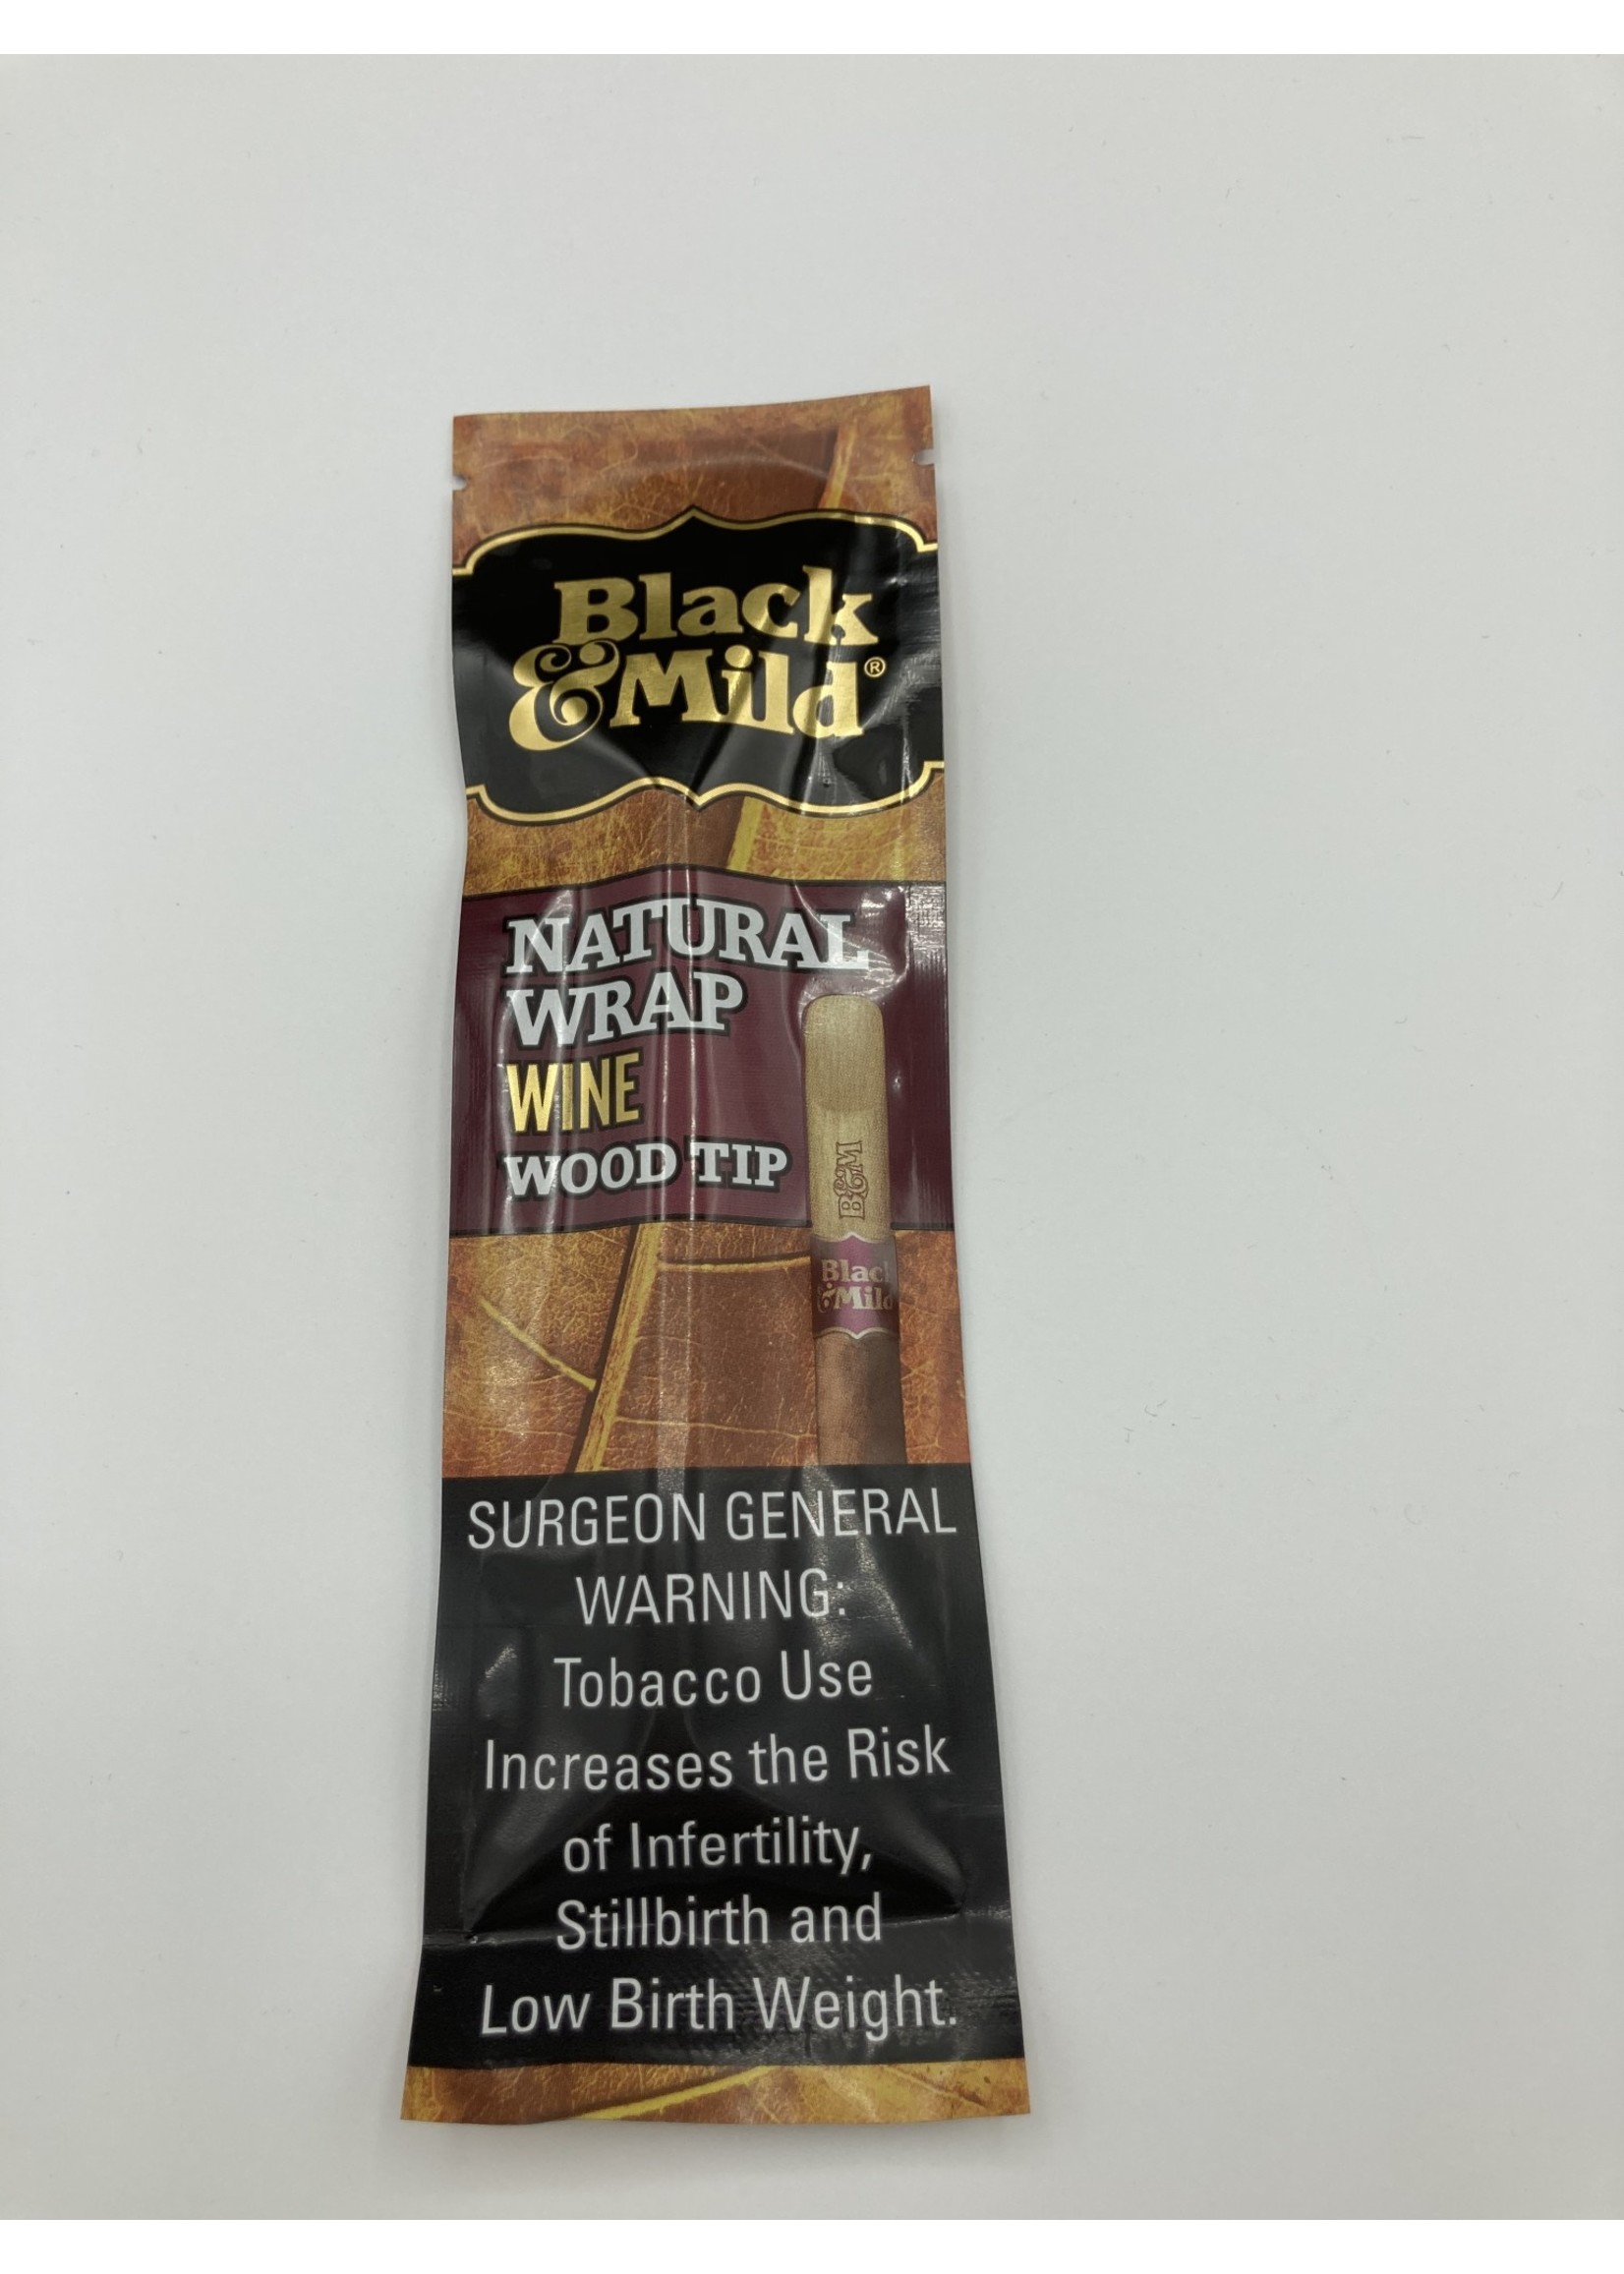 Black
&Mild®
NATURAL
WRAP
WINE
WOOD TIP
B&M
Black
&Mild
SURGEON GENERAL
WARNING:
Tobacco Use
Increases the Risk
of Infertility,
Stillbirth and
Low Birth Weight.